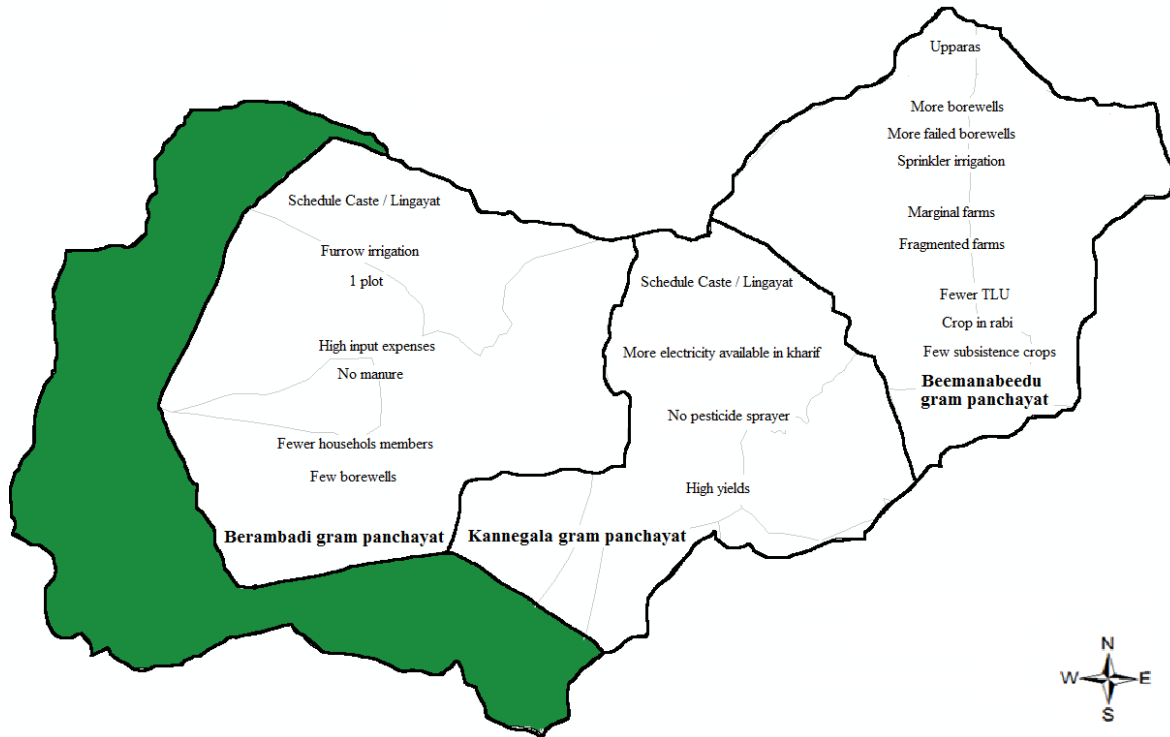 Schedule Caste / Lingayat
Furrow irrigation
1 plot
High input expenses
No manure
Fewer househols members
Few borewells
Berambadi gram panchayat
Schedule Caste / Lingayat
More electricity available in kharif
No pesticide sprayer
High yields
Kannegala gram panchayat
Upparas
More borewells
More failed borewells
Sprinkler irrigation
Marginal farms
Fragmented farms
Fewer TLU
Crop in rabi
Few subsistence crops
Beemanabeedu
gram panchayat
N
W E
S